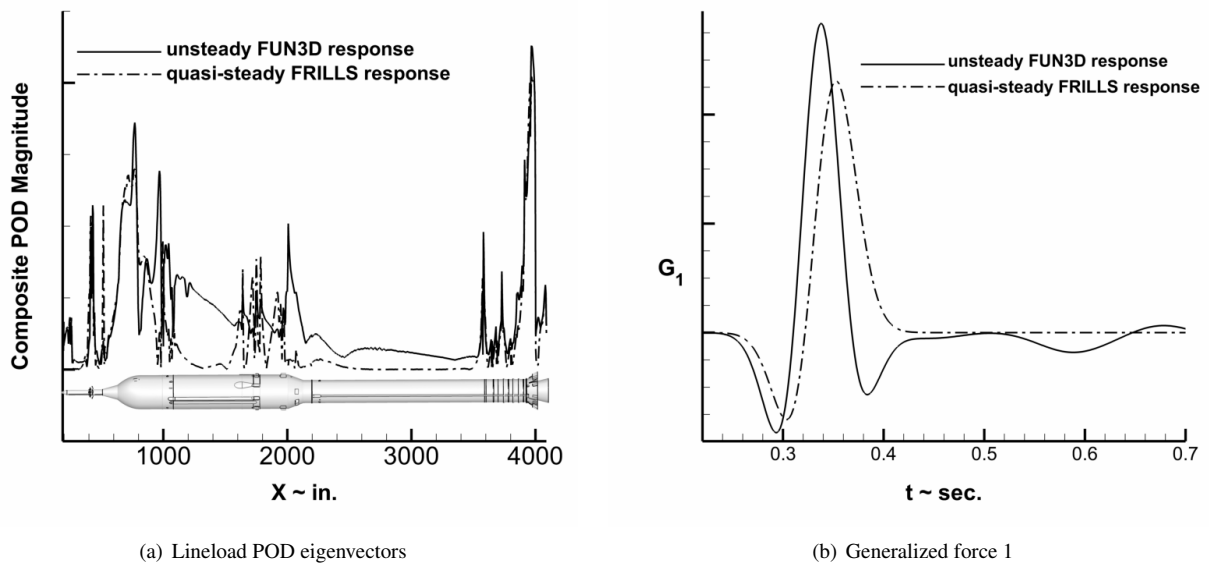 unsteady FUN3D response
quasi-steady FRILLS response
Composite POD Magnitude
1000 2000 3000 4000
X ~ in.
(a) Lineload POD eigenvectors
unsteady FUN3D response
quasi-steady FRILLS response
G₁
0.3 0.4 0.5 0.6 0.7
t ~ sec.
(b) Generalized force 1